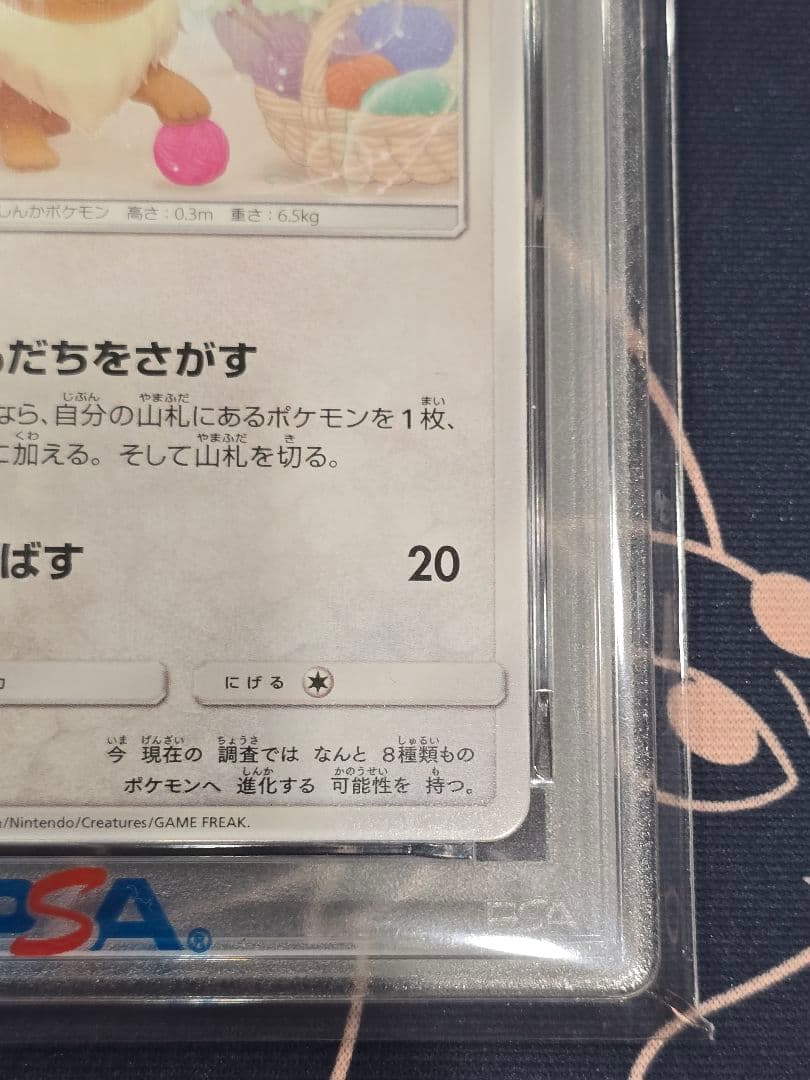 しんかポケモン 高さ：0.3m 重さ：6.5kg
だちをさがす
なら、自分の山札にあるポケモンを1枚、
に加える。そして山札を切る。
ばす 20
にげる
今 現在の 調査では なんと 8種類もの
ポケモンへ 進化する 可能性を 持つ。
/Nintendo/Creatures/GAME FREAK.
PSA®